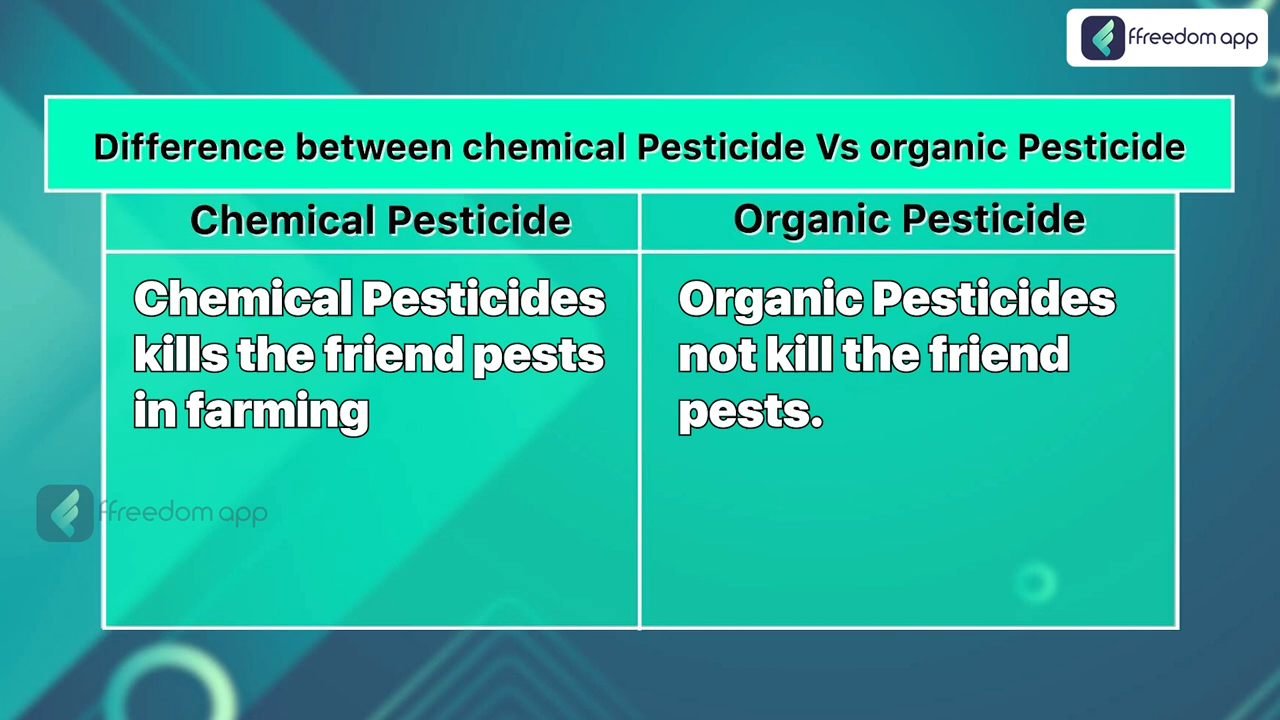 ffreedom app
Difference between chemical Pesticide Vs organic Pesticide
Chemical Pesticide
Organic Pesticide
Chemical Pesticides
kills the friend pests
in farming
Organic Pesticides
not kill the friend
pests.
ffreedom app